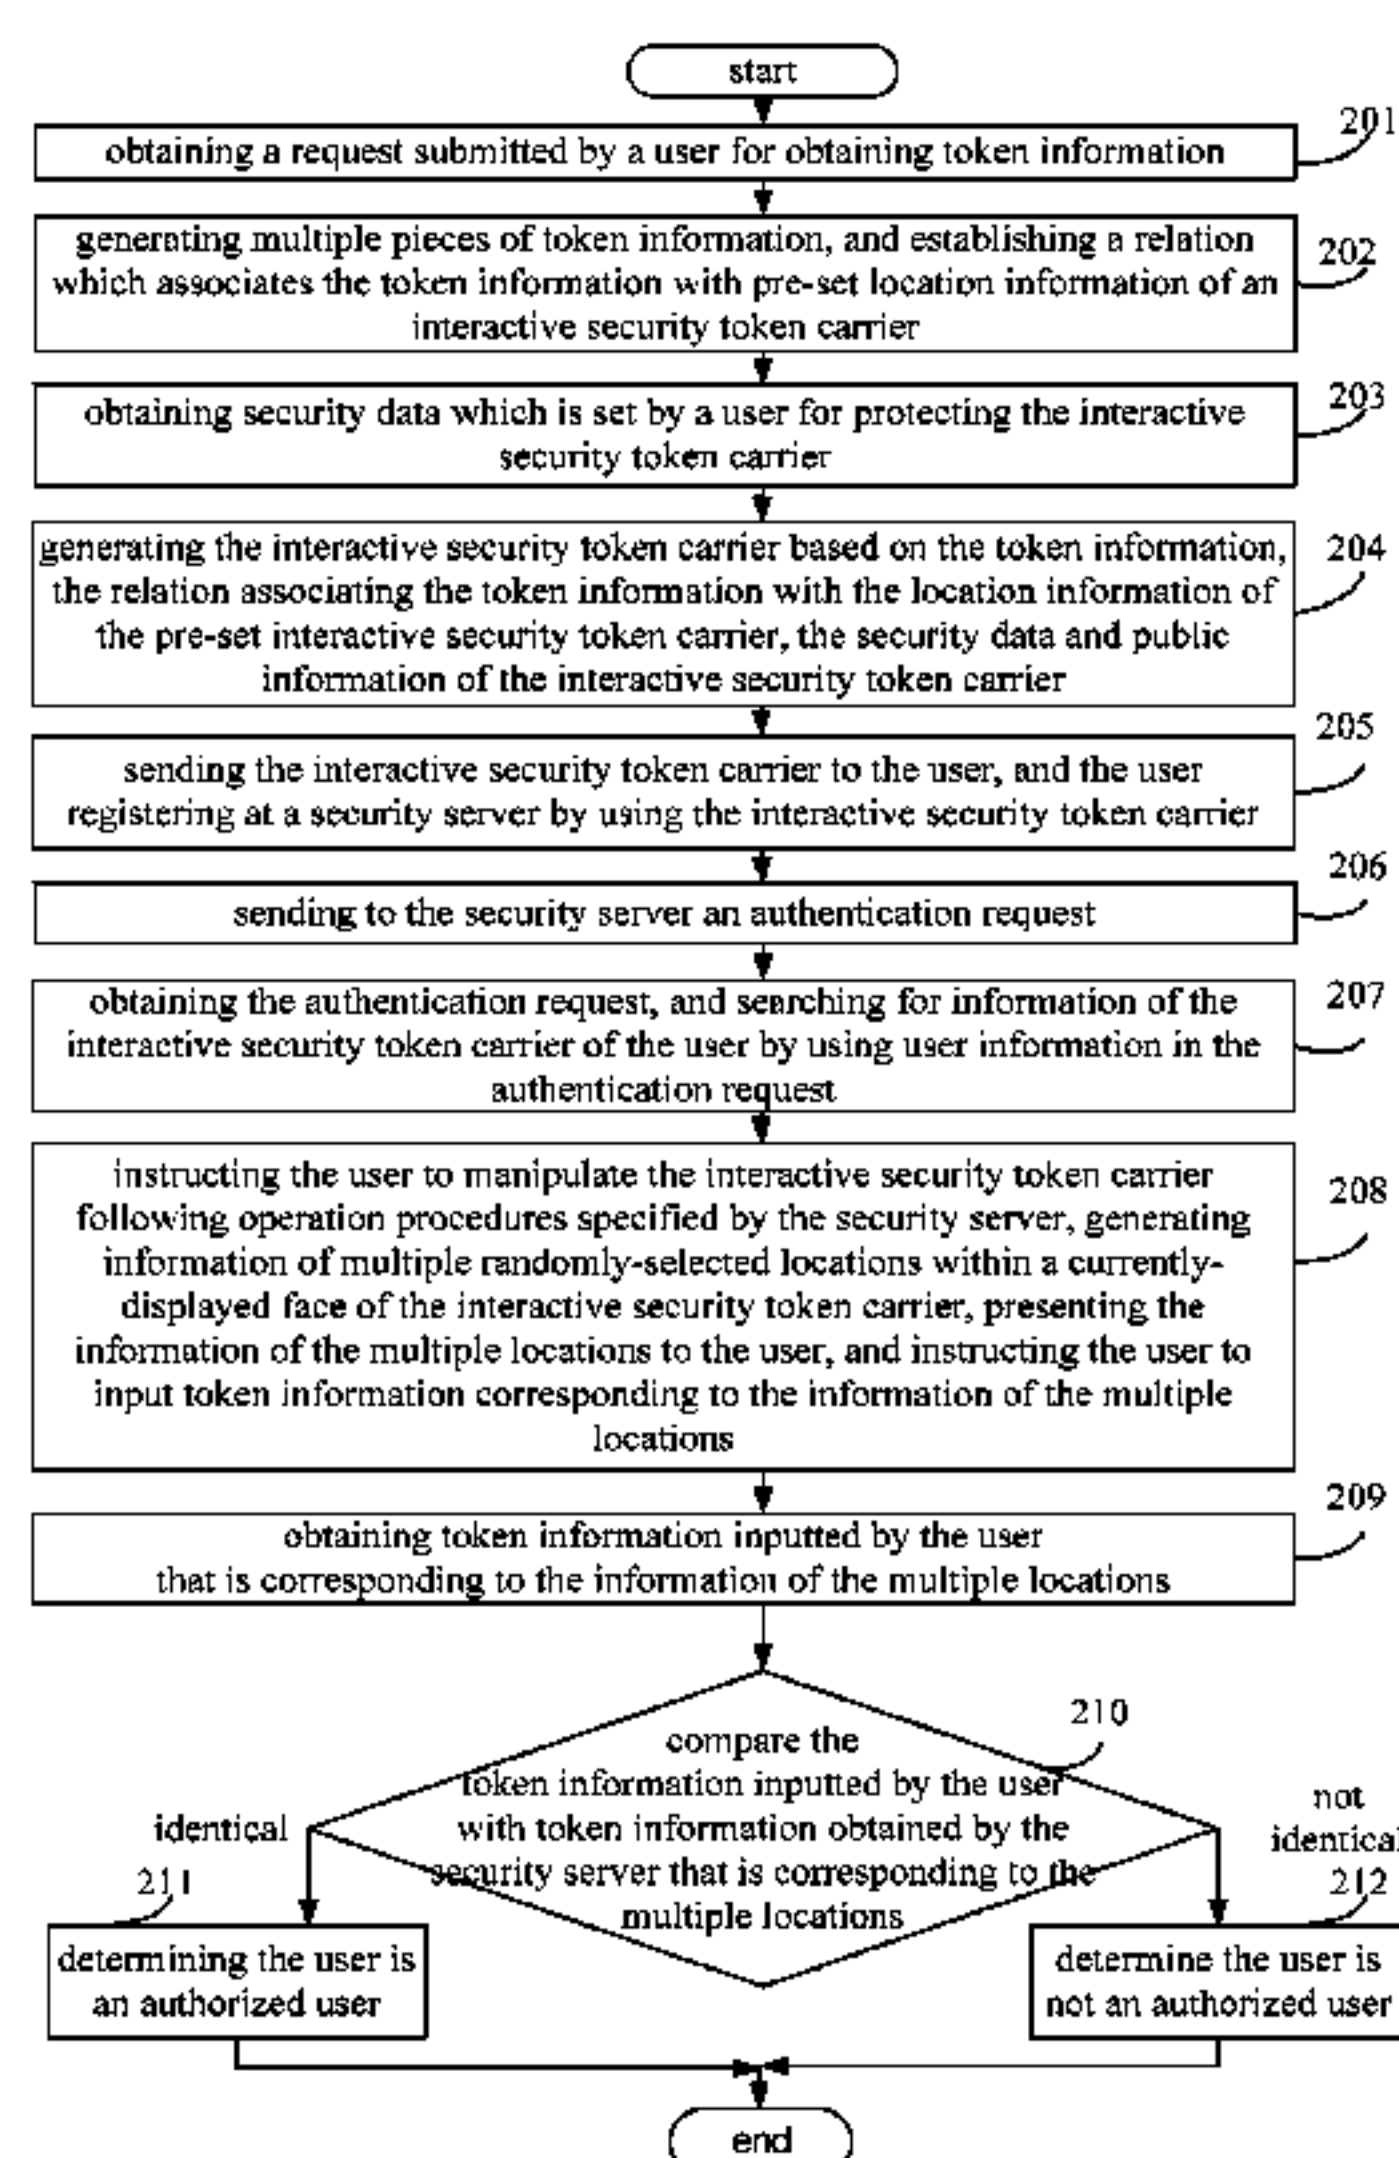 start
201
obtaining a request submitted by a user for obtaining token information
generating multiple pieces of token information, and establishing a relation
202
which associates the token information with pre-set location information of an
interactive security token carrier
203
obtaining security data which is set by a user for protecting the interactive
security token carrier
generating the interactive security token carrier based on the token information,
204
the relation associating the token information with the location information of
the pre-set interactive security token carrier, the security data and public
information of the interactive security token carrier
205
sending the interactive security token carrier to the user, and the user
registering at a security server by using the interactive security token carrier
206
sending to the security server an authentication request
207
obtaining the authentication request, and searching for information of the
interactive security token carrier of the user by using user information in the
authentication request
instructing the user to manipulate the interactive security token carrier
208
following operation procedures specified by the security server, generating
information of multiple randomly-selected locations within a currently-
displayed face of the interactive security token carrier, presenting the
information of the multiple locations to the user, and instructing the user to
input token information corresponding to the information of the multiple
locations
209
obtaining token information inputted by the user
that is corresponding to the information of the multiple locations
210
compare the
token information inputted by the user
with token information obtained by the
security server that is corresponding to the
multiple locations
identical
not
identical
211
212
determining the user is
an authorized user
determine the user is
not an authorized user
end